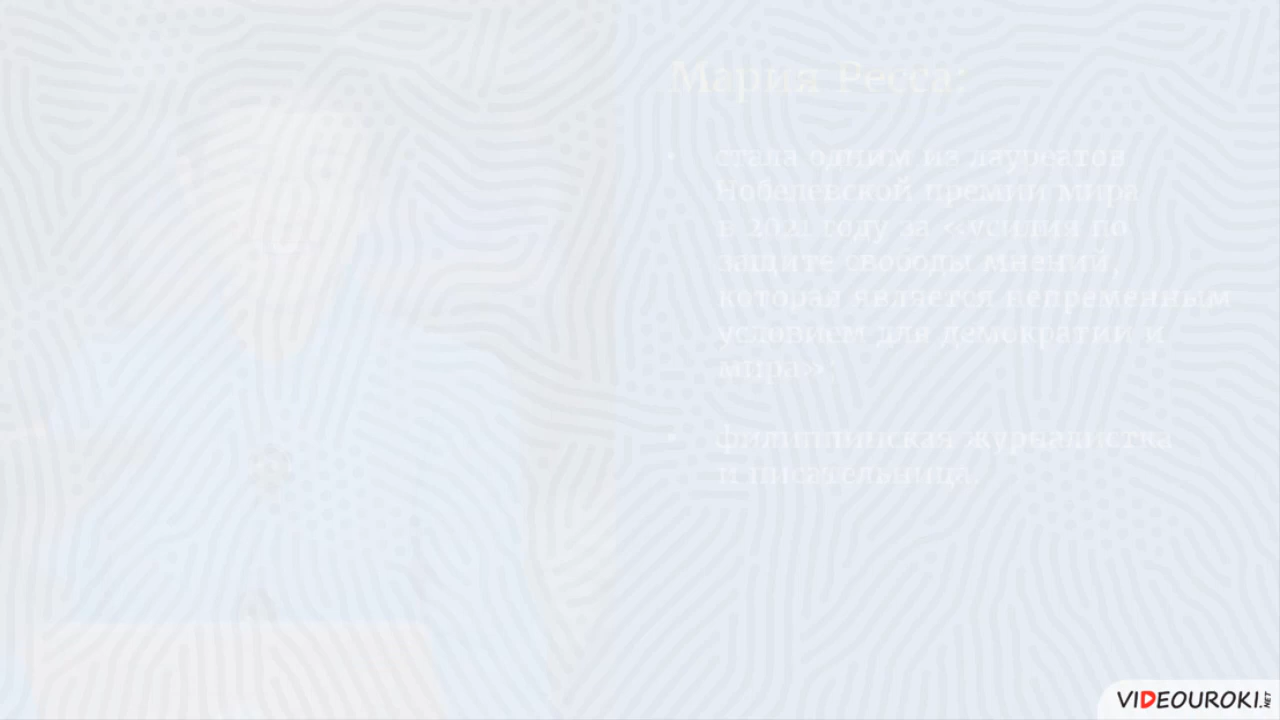 Мария Ресса:
• стала одним из лауреатов
Нобелевской премии мира
в 2021 году за «усилия по
защите свободы мнений,
которая является непременным
условием для демократии и
мира»;
• филиппинская журналистка
и писательница.
VIDEOUROKI.NET